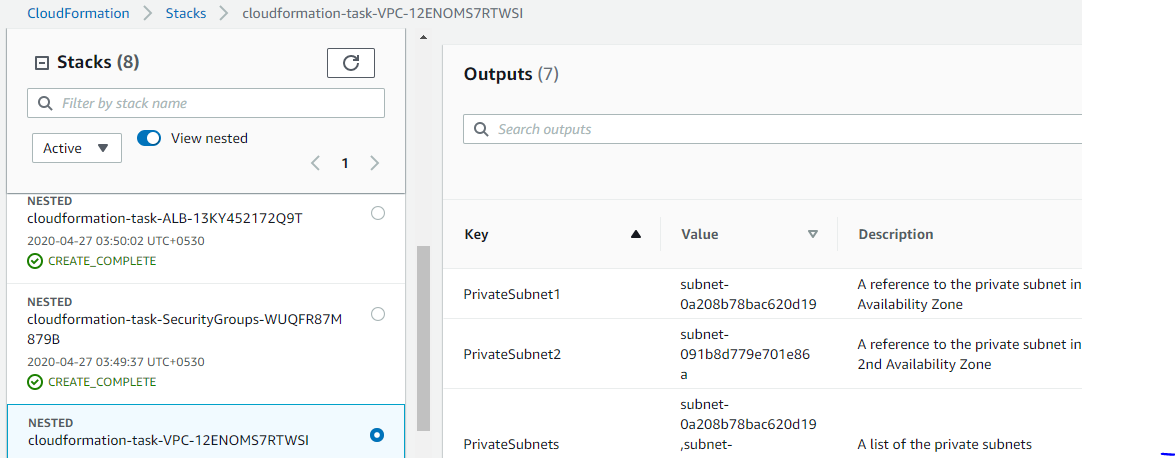 CloudFormation > Stacks > cloudformation-task-VPC-12ENOMS7RTWSI
Stacks (8)
Filter by stack name
Active
View nested
1
NESTED
cloudformation-task-ALB-13KY452172Q9T
2020-04-27 03:50:02 UTC+0530
CREATE_COMPLETE
NESTED
cloudformation-task-SecurityGroups-WUQFR87M
879B
2020-04-27 03:49:37 UTC+0530
CREATE_COMPLETE
NESTED
cloudformation-task-VPC-12ENOMS7RTWSI
Outputs (7)
Search outputs
Key Value Description
PrivateSubnet1
subnet-
0a208b78bac620d19
A reference to the private subnet in
Availability Zone
PrivateSubnet2
subnet-
091b8d779e701e86
a
A reference to the private subnet in
2nd Availability Zone
PrivateSubnets
subnet-
0a208b78bac620d19
,subnet-
A list of the private subnets